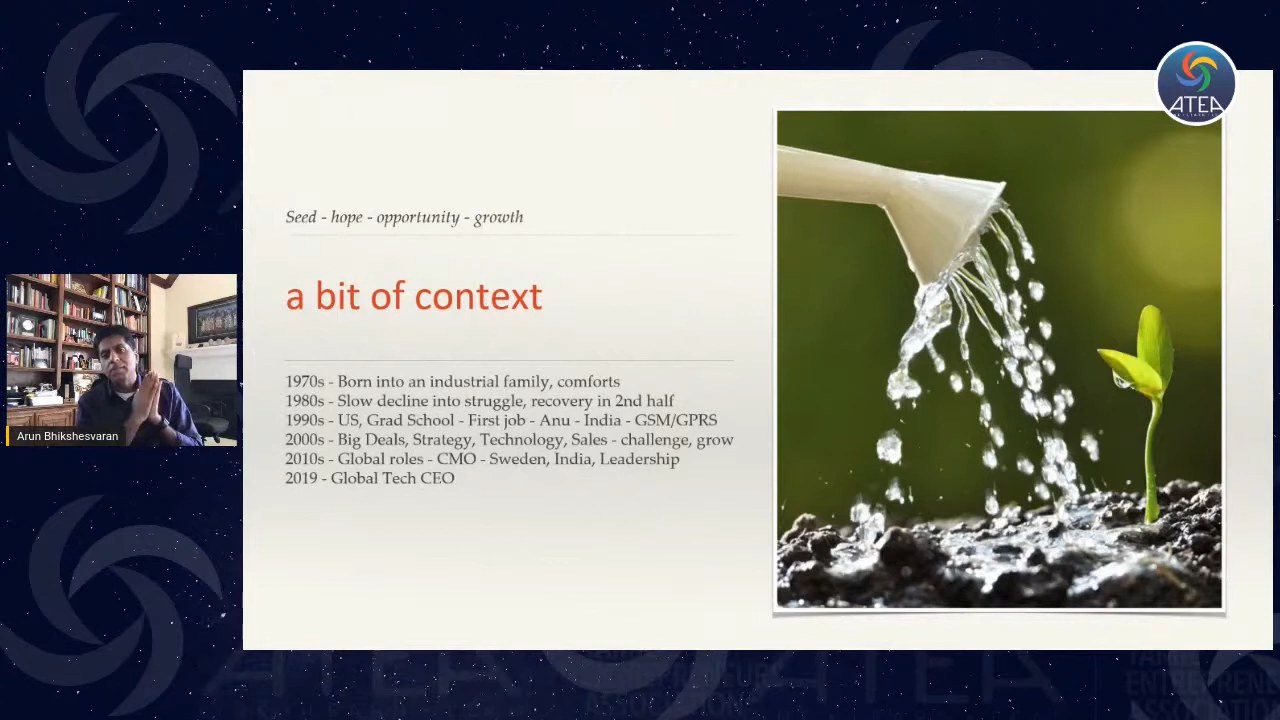 ATEA
Seed - hope - opportunity - growth
a bit of context
1970s - Born into an industrial family, comforts
1980s - Slow decline into struggle, recovery in 2nd half
1990s - US, Grad School - First job - Anu - India - GSM/GPRS
2000s - Big Deals, Strategy, Technology, Sales - challenge, grow
2010s - Global roles - CMO - Sweden, India, Leadership
2019 - Global Tech CEO
Arun Bhikshesvaran